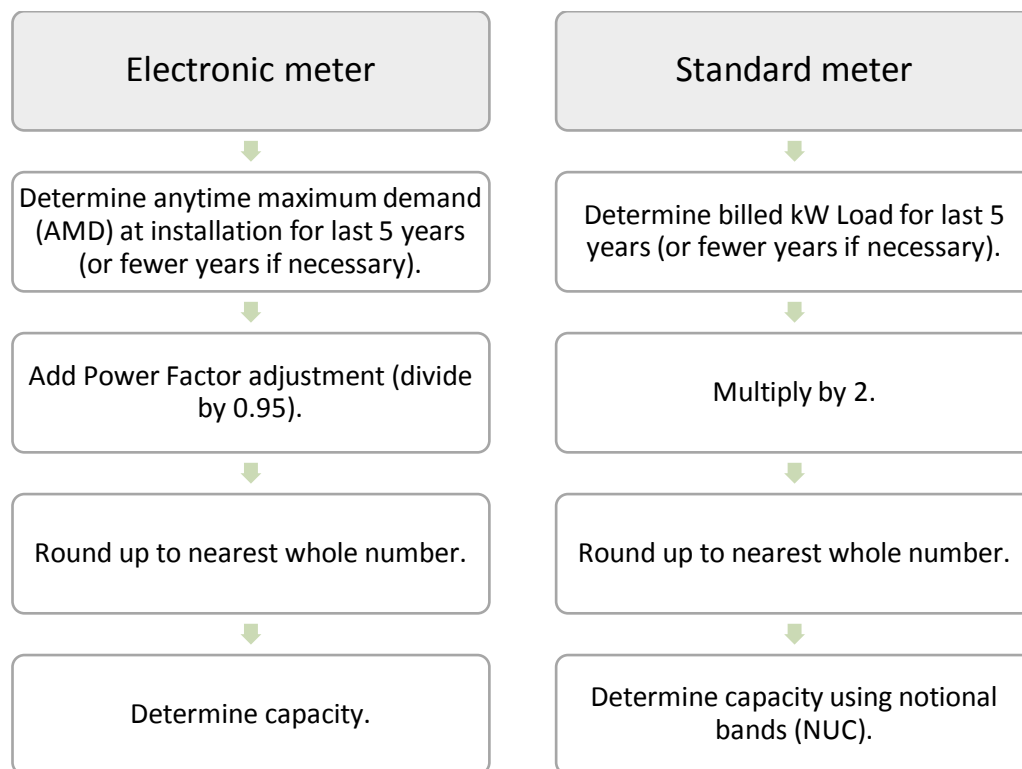 Electronic meter
Determine anytime maximum demand
(AMD) at installation for last 5 years
(or fewer years if necessary).
Add Power Factor adjustment (divide
by 0.95).
Round up to nearest whole number.
Determine capacity.
Standard meter
Determine billed kW Load for last 5
years (or fewer years if necessary).
Multiply by 2.
Round up to nearest whole number.
Determine capacity using notional
bands (NUC).